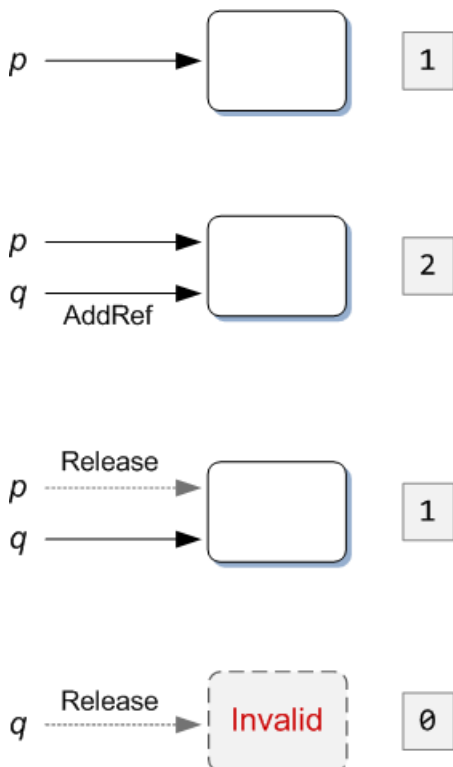 p 1
p 2
q
AddRef
Release
p 1
q
Release
q Invalid 0